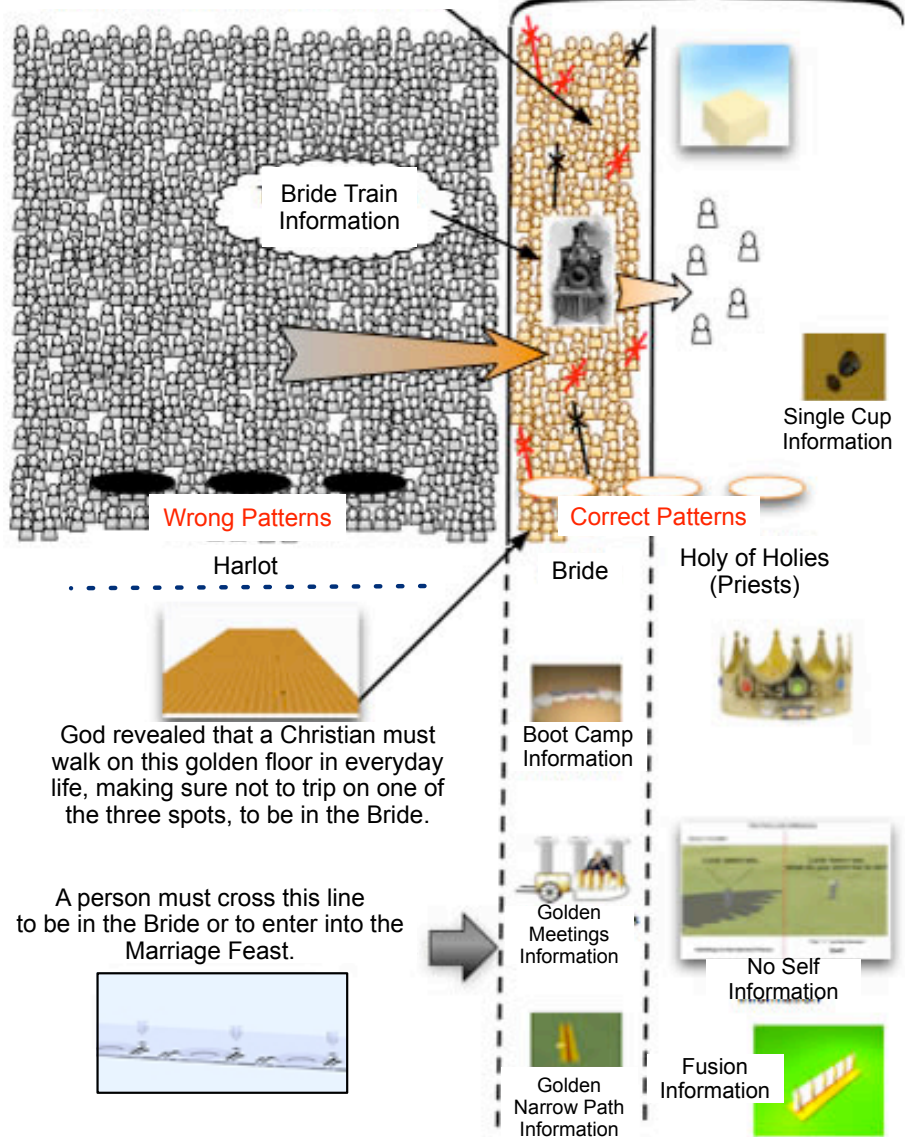 Bride Train
Information
Single Cup
Information
Wrong Patterns
Correct Patterns
Harlot
Bride
Holy of Holies
(Priests)
God revealed that a Christian must
walk on this golden floor in everyday
life, making sure not to trip on one of
the three spots, to be in the Bride.
Boot Camp
Information
A person must cross this line
to be in the Bride or to enter into the
Marriage Feast.
Golden
Meetings
Information
No Self
Information
Golden
Narrow Path
Information
Fusion
Information